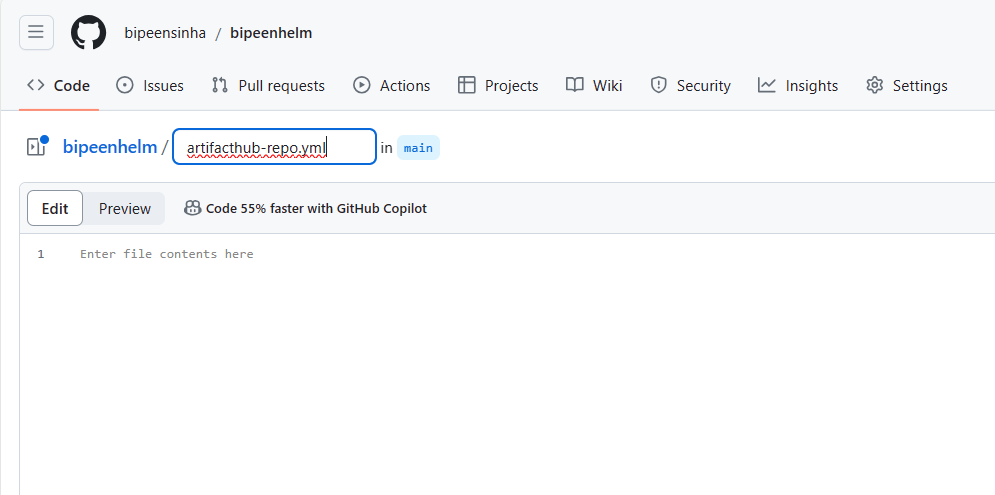 bipeensinha / bipeenhelm
Code Issues Pull requests Actions Projects Wiki Security Insights Settings
bipeenhelm / artifacthub-repo.yml in main
Edit Preview Code 55% faster with GitHub Copilot
1 Enter file contents here